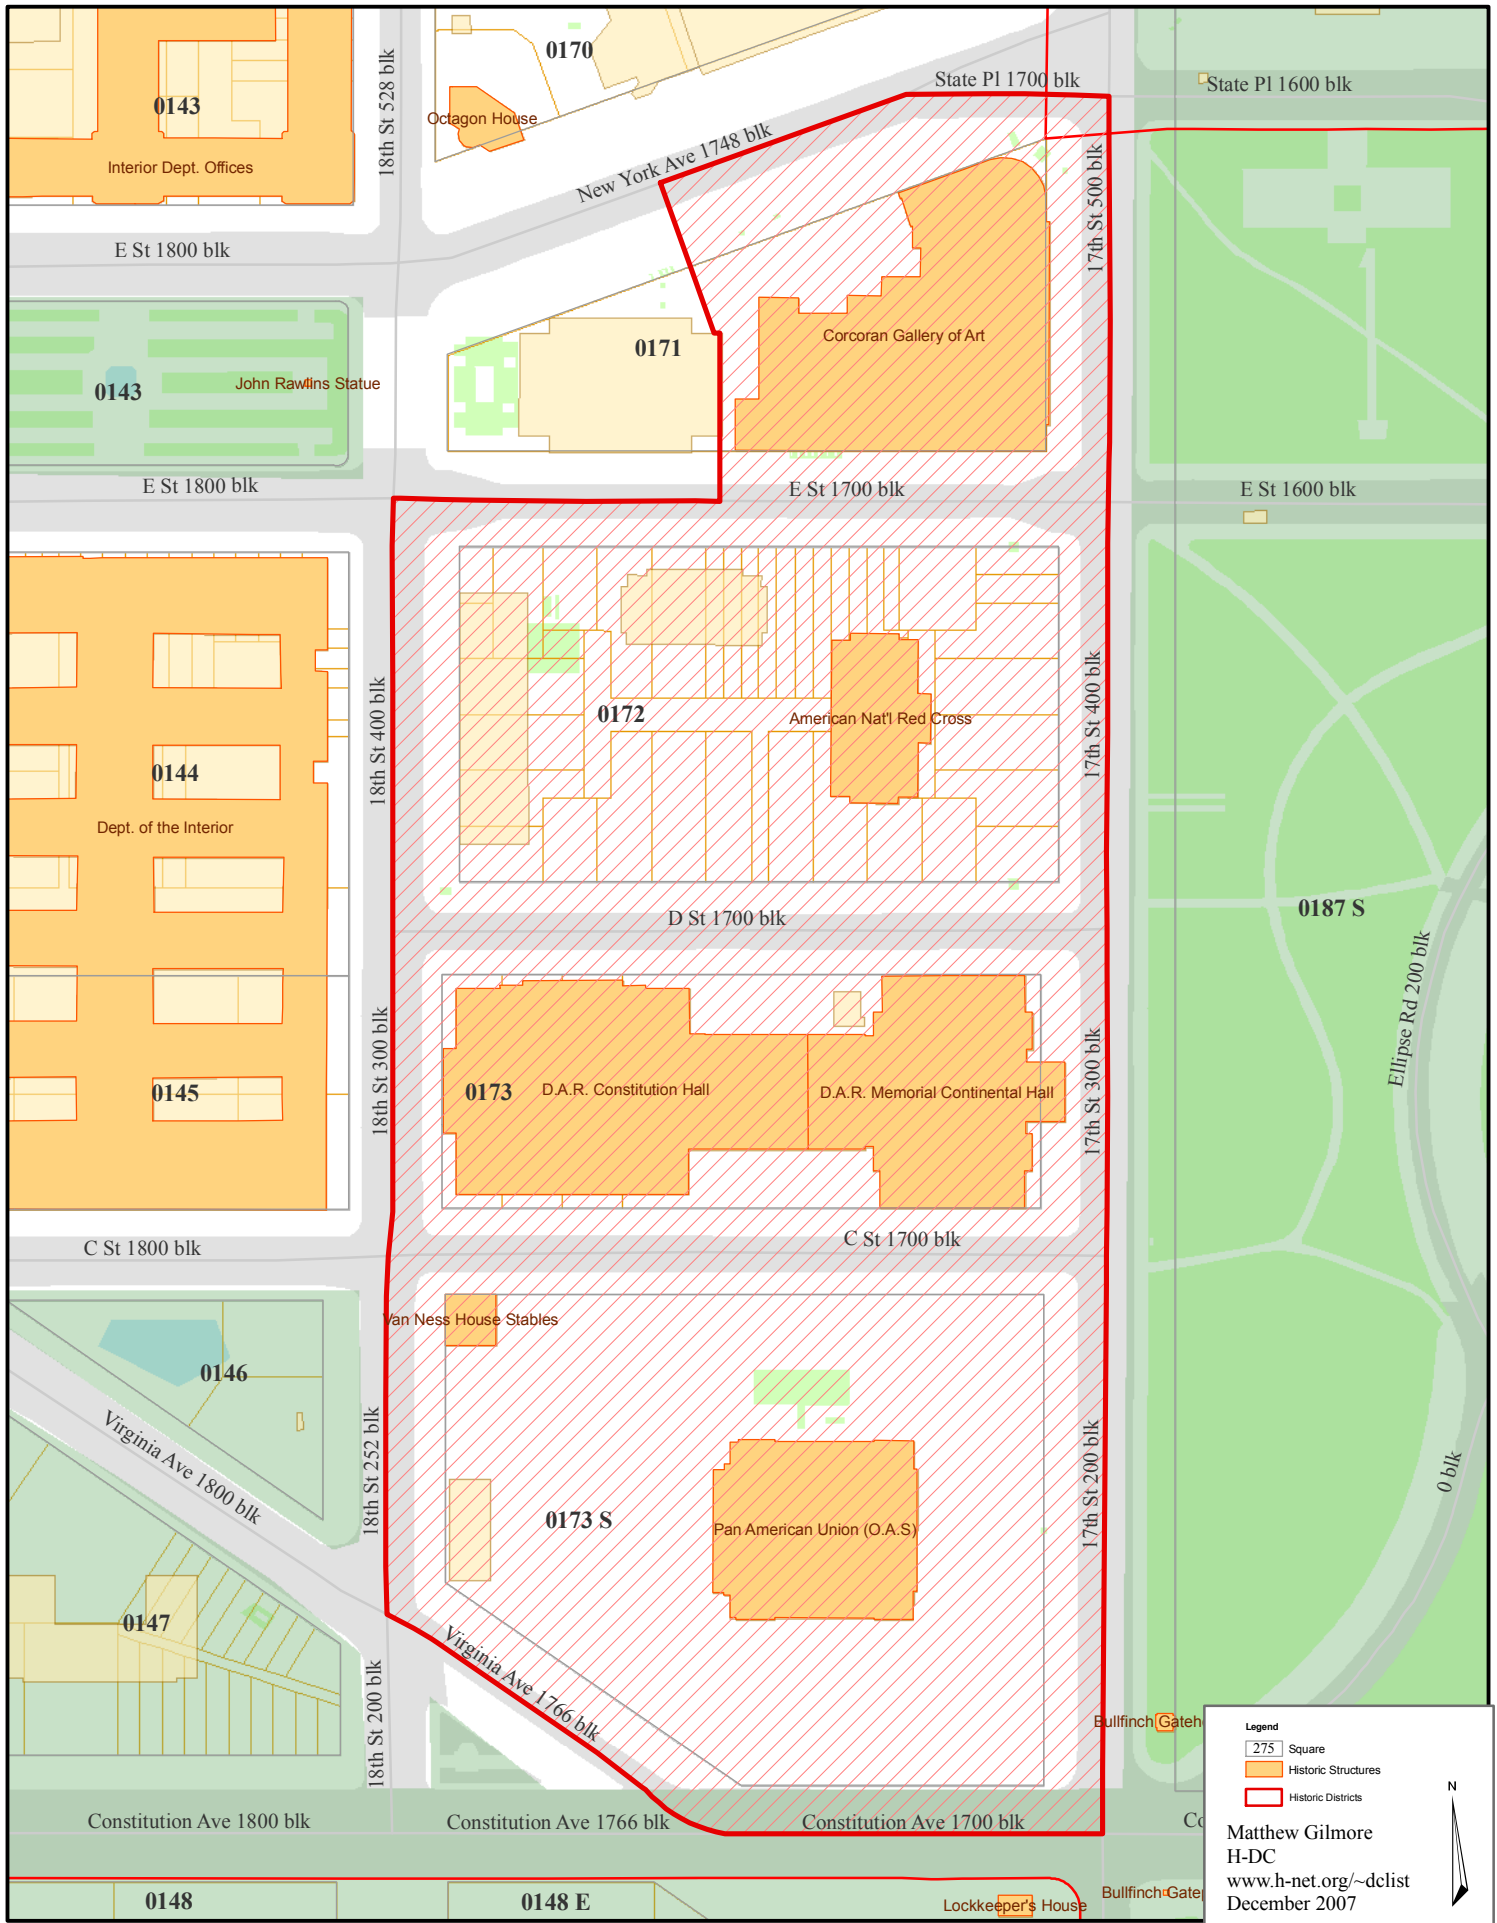 0170
State Pl 1700 blk
State Pl 1600 blk
18th St 528 blk
0143
Octagon House
Interior Dept. Offices
New York Ave 1748 blk
17th St 500 blk
E St 1800 blk
Corcoran Gallery of Art
0171
0143
John Rawlins Statue
E St 1800 blk
E St 1700 blk
E St 1600 blk
18th St 400 blk
0172
American Nat'l Red Cross
17th St 400 blk
0144
Dept. of the Interior
0187 S
D St 1700 blk
Ellipse Rd 200 blk
18th St 300 blk
0145
0173
D.A.R. Constitution Hall
D.A.R. Memorial Continental Hall
17th St 300 blk
C St 1800 blk
C St 1700 blk
Van Ness House Stables
0146
Virginia Ave 1800 blk
18th St 252 blk
17th St 200 blk
0 blk
0173 S
Pan American Union (O.A.S)
0147
Virginia Ave 1766 blk
18th St 200 blk
Bullfinch Gateh
Constitution Ave 1800 blk
Constitution Ave 1766 blk
Constitution Ave 1700 blk
Co
0148
0148 E
Lockkeeper's House
Bullfinch Gatep
Legend
275 Square
Historic Structures
Historic Districts
N
Matthew Gilmore
H-DC
www.h-net.org/~dclist
December 2007